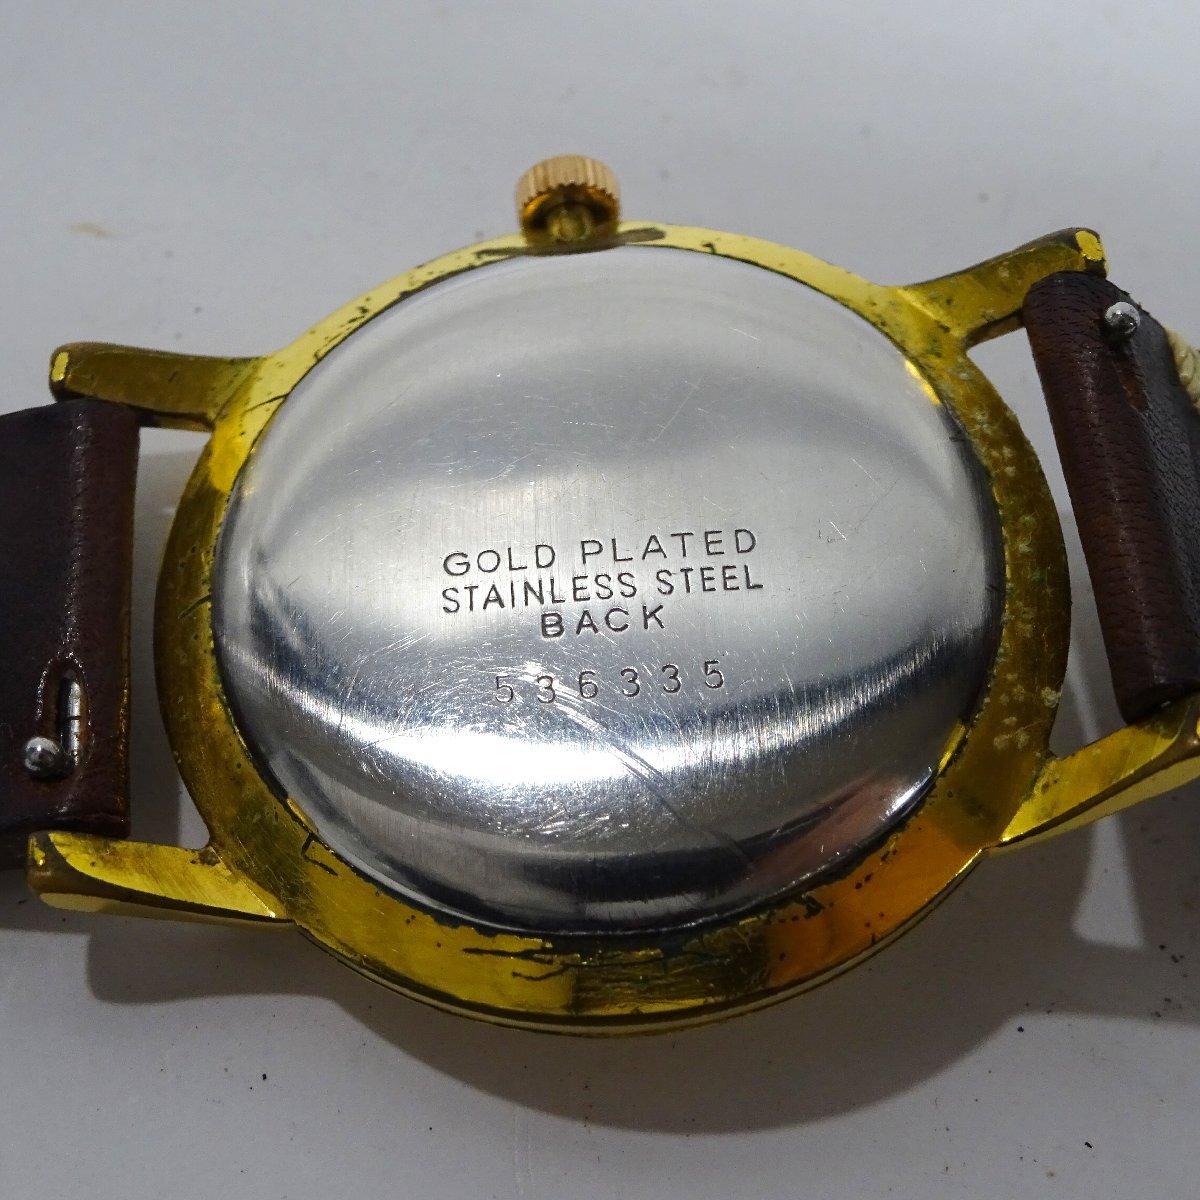 GOLD PLATED
STAINLESS STEEL
BACK
536335